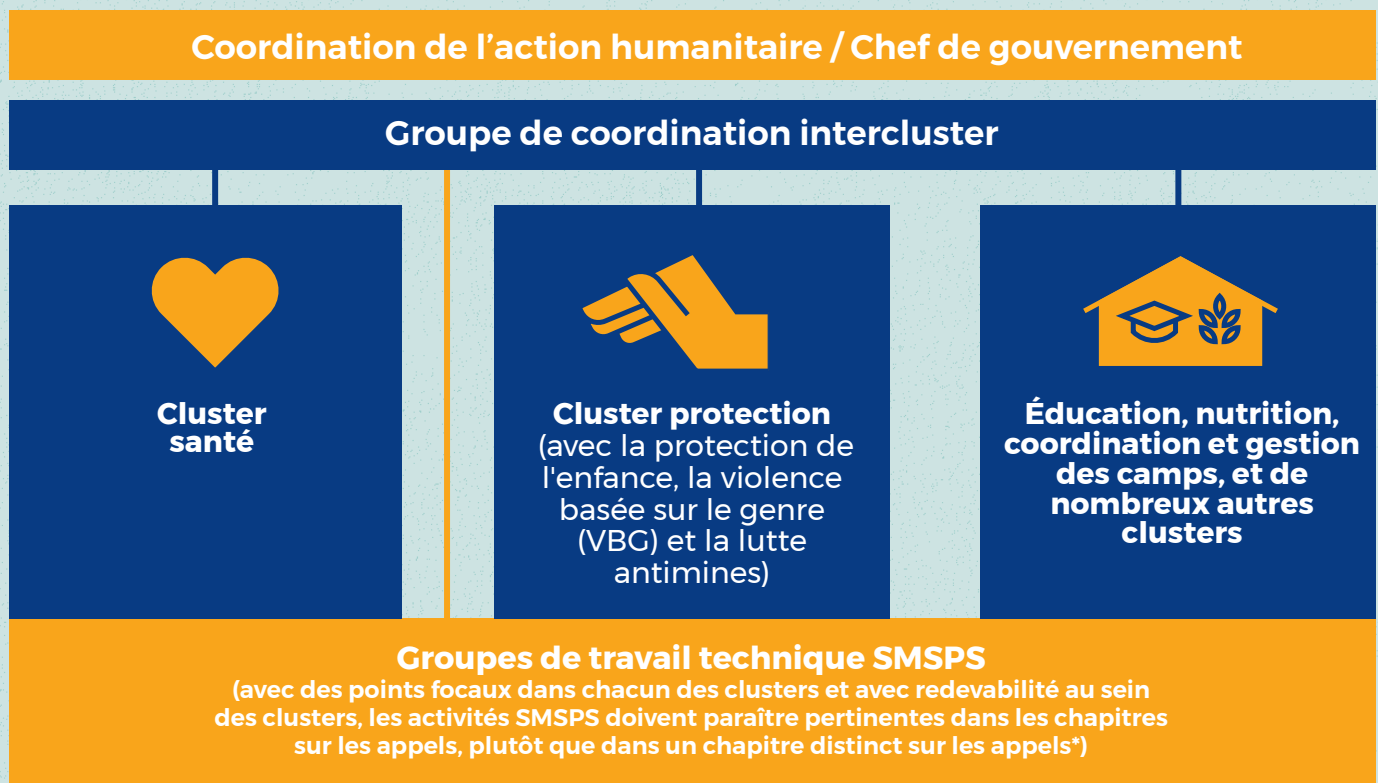 Coordination de l’action humanitaire / Chef de gouvernement
Groupe de coordination intercluster
Cluster
santé
Cluster protection
(avec la protection de
l'enfance, la violence
basée sur le genre
(VBG) et la lutte
antimines)
Éducation, nutrition,
coordination et gestion
des camps, et de
nombreux autres
clusters
Groupes de travail technique SMSPS
(avec des points focaux dans chacun des clusters et avec redevabilité au sein
des clusters, les activités SMSPS doivent paraître pertinentes dans les chapitres
sur les appels, plutôt que dans un chapitre distinct sur les appels*)